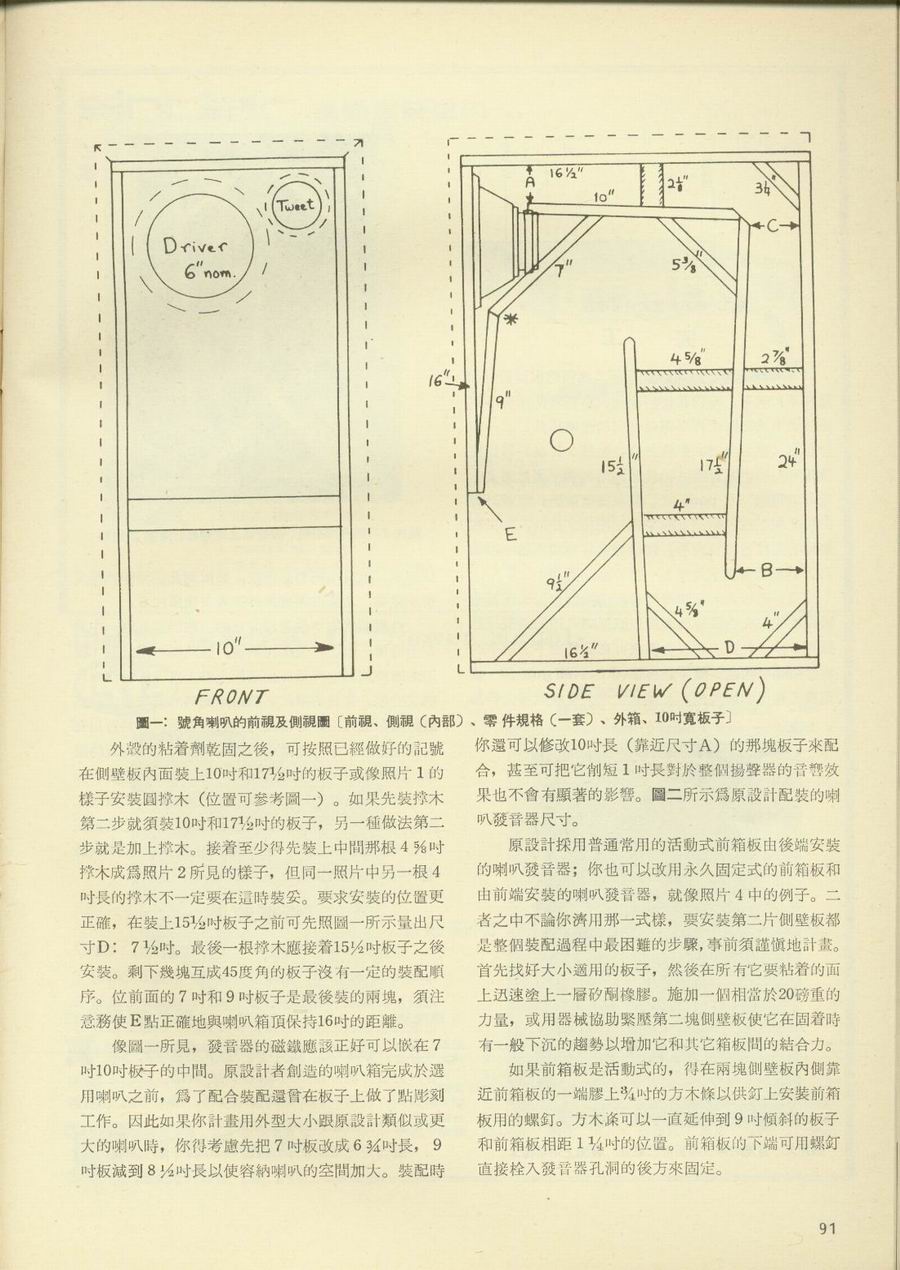 Tweet
Driver
6" nom.
10"
FRONT
16½"
A
2⅛"
3¼"
10"
C
7"
5⅜"
*
4⅝"
2⅞"
16"
9"
15½"
17½"
24"
4"
E
B
9½"
4⅝"
4"
16½"
D
SIDE VIEW (OPEN)
圖一：號角喇叭的前視及側視圖〔前視、側視（內部）、零件規格（一套）、外箱、10吋寬板子〕
外殼的粘着劑乾固之後，可按照已經做好的記號
在側壁板內面裝上10吋和17½吋的板子或像照片1的
樣子安裝圓撑木（位置可參考圖一）。如果先裝撑木
第二步就須裝10吋和17½吋的板子，另一種做法第二
步就是加上撑木。接着至少得先裝上中間那根4⅝吋
撑木成爲照片2所見的樣子，但同一照片中另一根4
吋長的撑木不一定要在這時裝妥。要求安裝的位置更
正確，在裝上15½吋板子之前可先照圖一所示量出尺
寸D：7½吋。最後一根撑木應接着15½吋板子之後
安裝。剩下幾塊互成45度角的板子沒有一定的裝配順
序。位前面的7吋和9吋板子是最後裝的兩塊，須注
意務使E點正確地與喇叭箱頂保持16吋的距離。
像圖一所見，發音器的磁鐵應該正好可以嵌在7
吋10吋板子的中間。原設計者創造的喇叭箱完成於選
用喇叭之前，爲了配合裝配還曾在板子上做了點彫刻
工作。因此如果你計畫用外型大小跟原設計類似或更
大的喇叭時，你得考慮先把7吋板改成6¾吋長，9
吋板減到8½吋長以使容納喇叭的空間加大。裝配時
你還可以修改10吋長（靠近尺寸A）的那塊板子來配
合，甚至可把它削短1吋長對於整個揚聲器的音響效
果也不會有顯著的影響。圖二所示爲原設計配裝的喇
叭發音器尺寸。
原設計採用普通常用的活動式前箱板由後端安裝
的喇叭發音器；你也可以改用永久固定式的前箱板和
由前端安裝的喇叭發音器，就像照片4中的例子。二
者之中不論你濟用那一式樣，要安裝第二片側壁板都
是整個裝配過程中最困難的步驟，事前須謹愼地計畫。
首先找好大小適用的板子，然後在所有它要粘着的面
上迅速塗上一層矽酮橡膠。施加一個相當於20磅重的
力量，或用器械協助緊壓第二塊側壁板使它在固着時
有一般下沉的趨勢以增加它和其它箱板間的結合力。
如果前箱板是活動式的，得在兩塊側壁板內側靠
近前箱板的一端膠上¾吋的方木條以供釘上安裝前箱
板用的螺釘。方木條可以一直延伸到9吋傾斜的板子
和前箱板相距1¼吋的位置。前箱板的下端可用螺釘
直接栓入發音器孔洞的後方來固定。
91